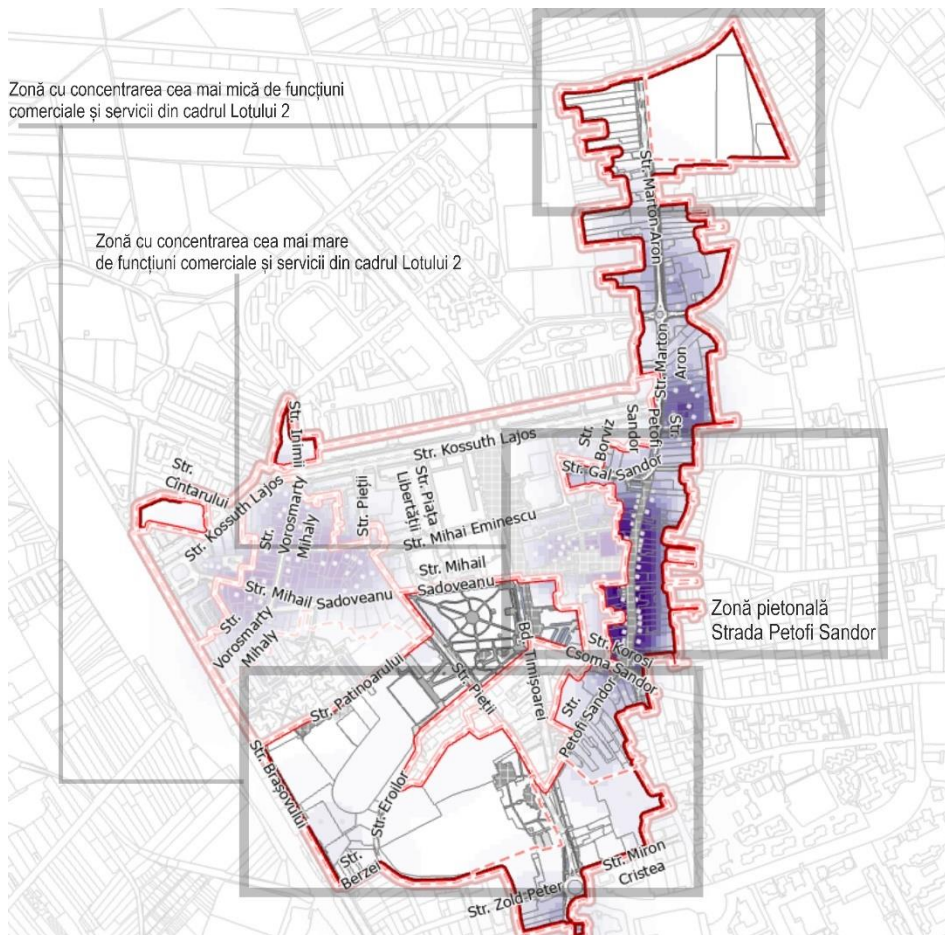 Zonă cu concentrarea cea mai mică de funcțiuni
comerciale și servicii din cadrul Lotului 2
Zonă cu concentrarea cea mai mare
de funcțiuni comerciale și servicii din cadrul Lotului 2
Str. Marton Aron
Str. Marton
Aron
Str.
Petofi
Sandor
Str.
Borviz
Str. Gal Sandor
Str. Kossuth Lajos
Str. Inimii
Str.
Cîntarului
Str. Kossuth Lajos
Str.
Vorosmarty
Mihaly
Str. Pieții
Str. Piața
Libertății
Str. Mihai Eminescu
Str. Mihail
Sadoveanu
Str. Mihail Sadoveanu
Str.
Vorosmarty
Mihaly
Zonă pietonală
Strada Petofi Sandor
Bd. Timișoarei
Str. Korosi
Csoma Sandor
Str. Patinoarului
Str. Pieții
Str.
Petofi Sandor
Str. Brașovului
Str. Eroilor
Str.
Berzei
Str. Miron
Cristea
Str. Zold Peter